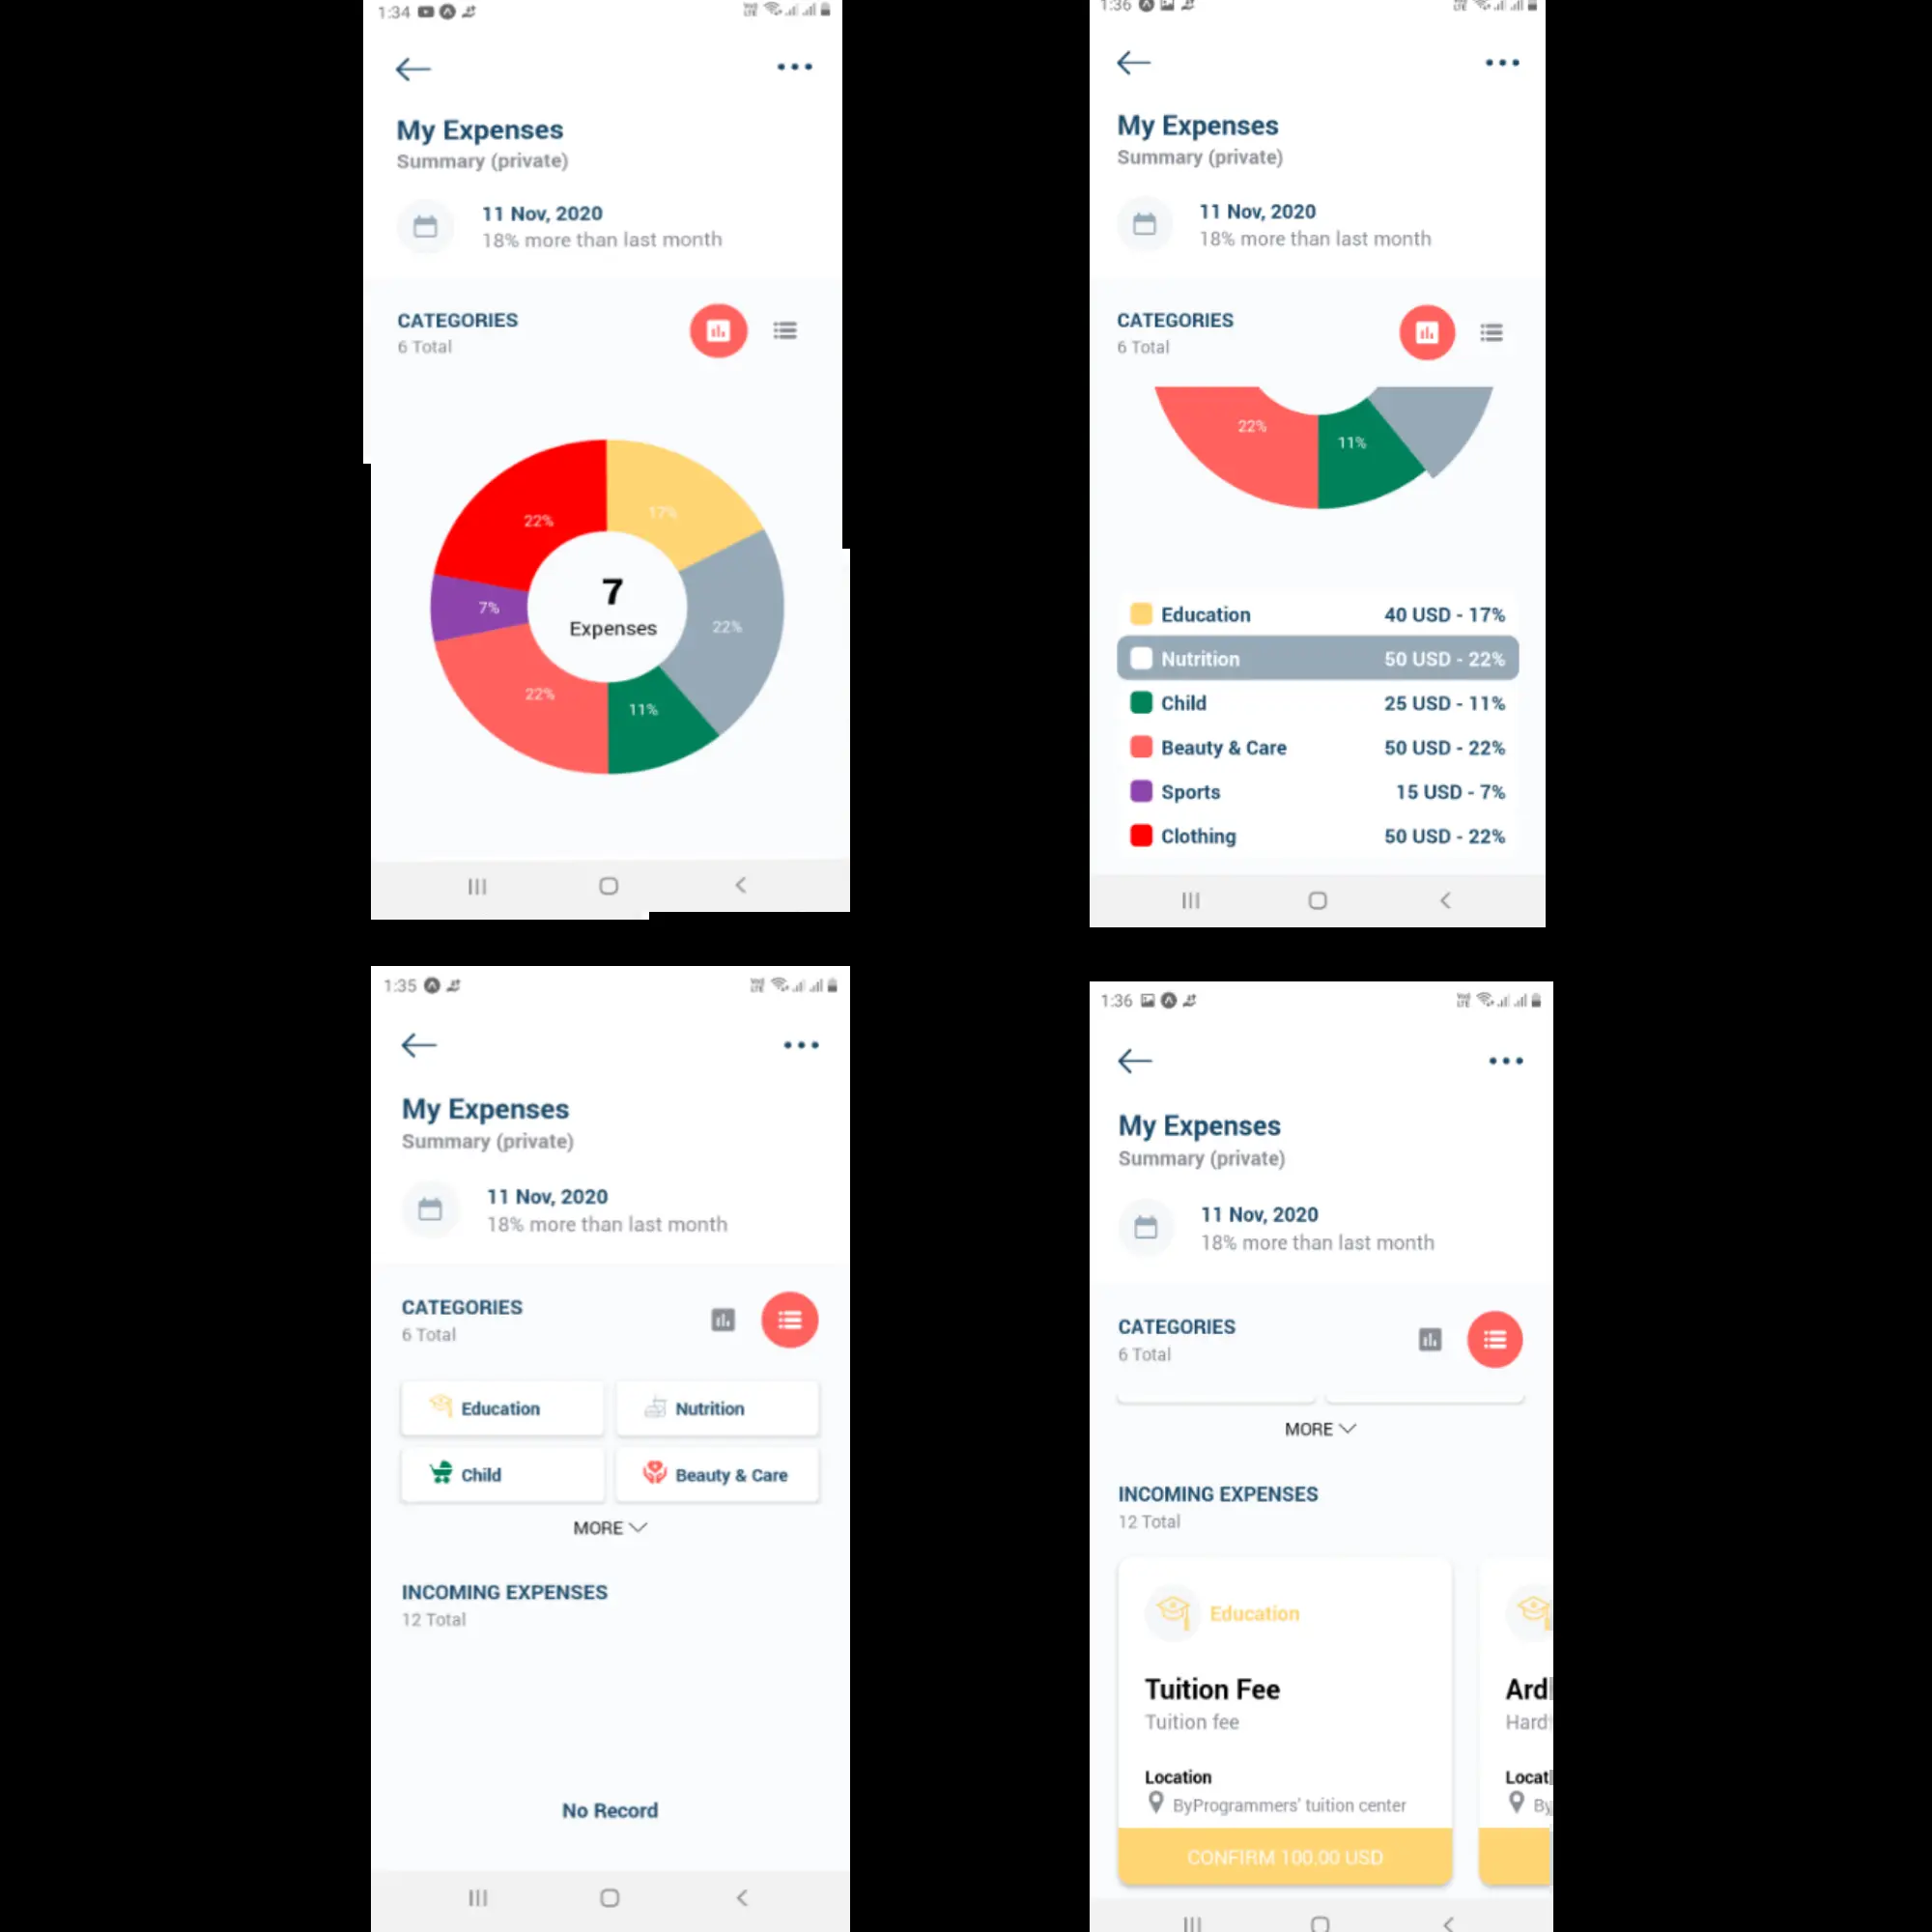 1:34
My Expenses
Summary (private)
11 Nov, 2020
18% more than last month
CATEGORIES
6 Total
22%
17%
7%
7
Expenses
22%
22%
11%
1:36
My Expenses
Summary (private)
11 Nov, 2020
18% more than last month
CATEGORIES
6 Total
22%
11%
Education 40 USD - 17%
Nutrition 50 USD - 22%
Child 25 USD - 11%
Beauty & Care 50 USD - 22%
Sports 15 USD - 7%
Clothing 50 USD - 22%
1:35
My Expenses
Summary (private)
11 Nov, 2020
18% more than last month
CATEGORIES
6 Total
Education Nutrition
Child Beauty & Care
MORE
INCOMING EXPENSES
12 Total
No Record
1:36
My Expenses
Summary (private)
11 Nov, 2020
18% more than last month
CATEGORIES
6 Total
MORE
INCOMING EXPENSES
12 Total
Education
Tuition Fee Ard
Tuition fee Hard
Location Locat
ByProgrammers' tuition center By
CONFIRM 100.00 USD